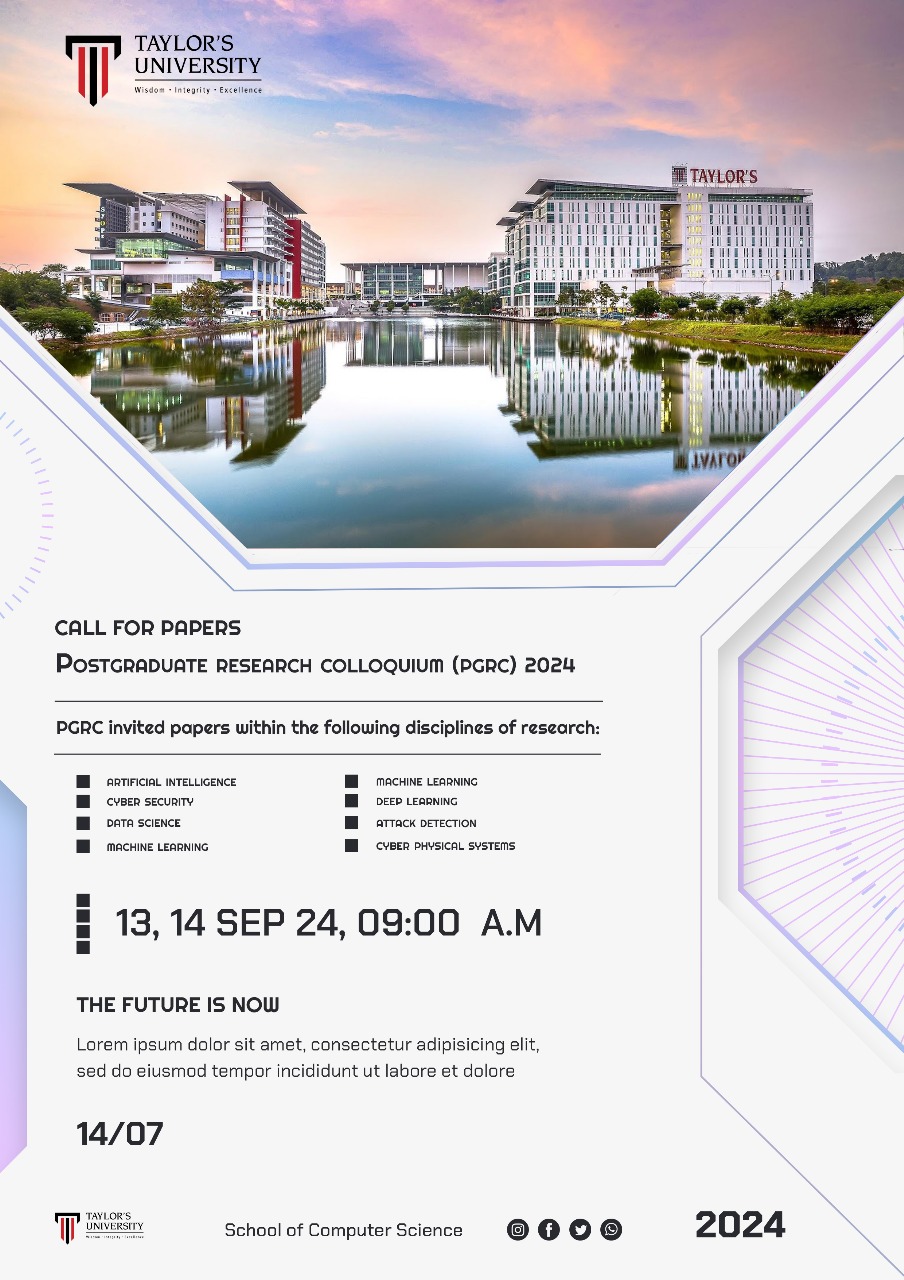 TAYLOR'S
UNIVERSITY
Wisdom • Integrity • Excellence
TAYLOR'S
CALL FOR PAPERS
POSTGRADUATE RESEARCH COLLOQUIUM (PGRC) 2024
PGRC invited papers within the following disciplines of research:
ARTIFICIAL INTELLIGENCE
CYBER SECURITY
DATA SCIENCE
MACHINE LEARNING
MACHINE LEARNING
DEEP LEARNING
ATTACK DETECTION
CYBER PHYSICAL SYSTEMS
13, 14 SEP 24, 09:00 A.M
THE FUTURE IS NOW
Lorem ipsum dolor sit amet, consectetur adipisicing elit,
sed do eiusmod tempor incididunt ut labore et dolore
14/07
TAYLOR'S
UNIVERSITY
Wisdom • Integrity • Excellence
School of Computer Science
2024